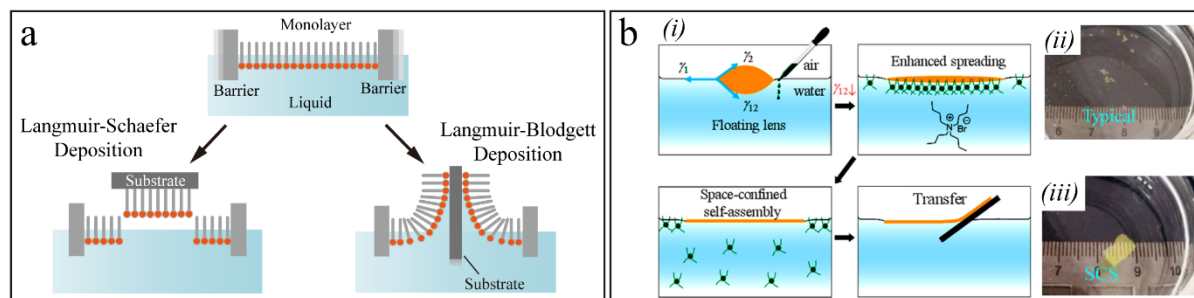 a
Monolayer
Barrier
Barrier
Liquid
Langmuir-Schaefer
Deposition
Langmuir-Blodgett
Deposition
Substrate
Substrate
b
(i)
γ1
γ2
γ12
air
water
Floating lens
γ12↓
Enhanced spreading
N
+
Br
-
Space-confined
self-assembly
Transfer
(ii)
6 7 8 9
Typical
(iii)
7 8 9 10
SCS